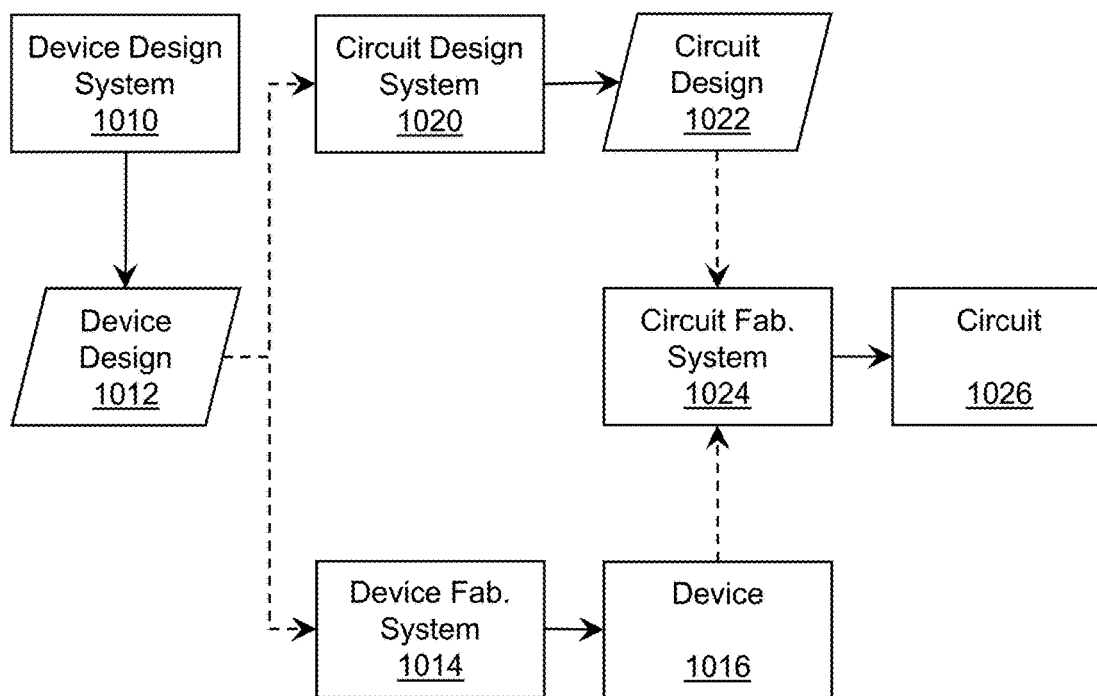 Device Design
System
1010
Circuit Design
System
1020
Circuit
Design
1022
Device
Design
1012
Circuit Fab.
System
1024
Circuit
1026
Device Fab.
System
1014
Device
1016